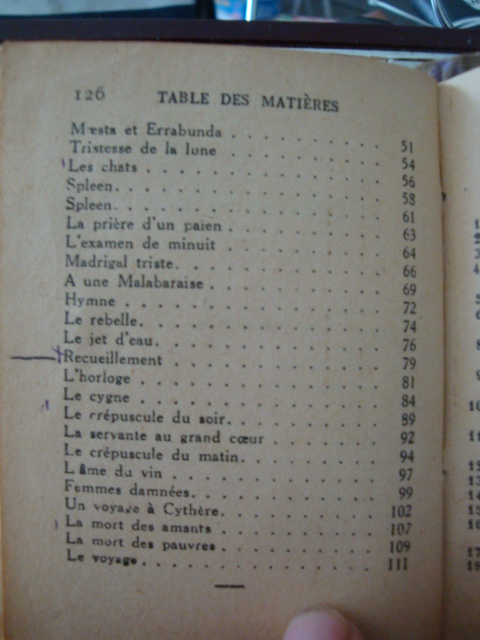 126 TABLE DES MATIÈRES
Mœsta et Errabunda . . . . . . . . . 51
Tristesse de la lune . . . . . . . . . 54
Les chats . . . . . . . . . . . . . 56
Spleen. . . . . . . . . . . . . . 58
Spleen. . . . . . . . . . . . . . 61
La prière d'un païen . . . . . . . . . 63
L'examen de minuit . . . . . . . . . 64
Madrigal triste. . . . . . . . . . . 66
A une Malabaraise . . . . . . . . . . 69
Hymne . . . . . . . . . . . . . . 72
Le rebelle. . . . . . . . . . . . . 74
Le jet d'eau. . . . . . . . . . . . 76
Recueillement . . . . . . . . . . . 79
L'horloge . . . . . . . . . . . . . 81
Le cygne . . . . . . . . . . . . . 84
Le crépuscule du soir. . . . . . . . . 89
La servante au grand cœur . . . . . . 92
Le crépuscule du matin. . . . . . . . 94
L'âme du vin . . . . . . . . . . . 97
Femmes damnées. . . . . . . . . . . 99
Un voyage à Cythère. . . . . . . . . 102
La mort des amants . . . . . . . . . 107
La mort des pauvres . . . . . . . . . 109
Le voyage . . . . . . . . . . . . . 111